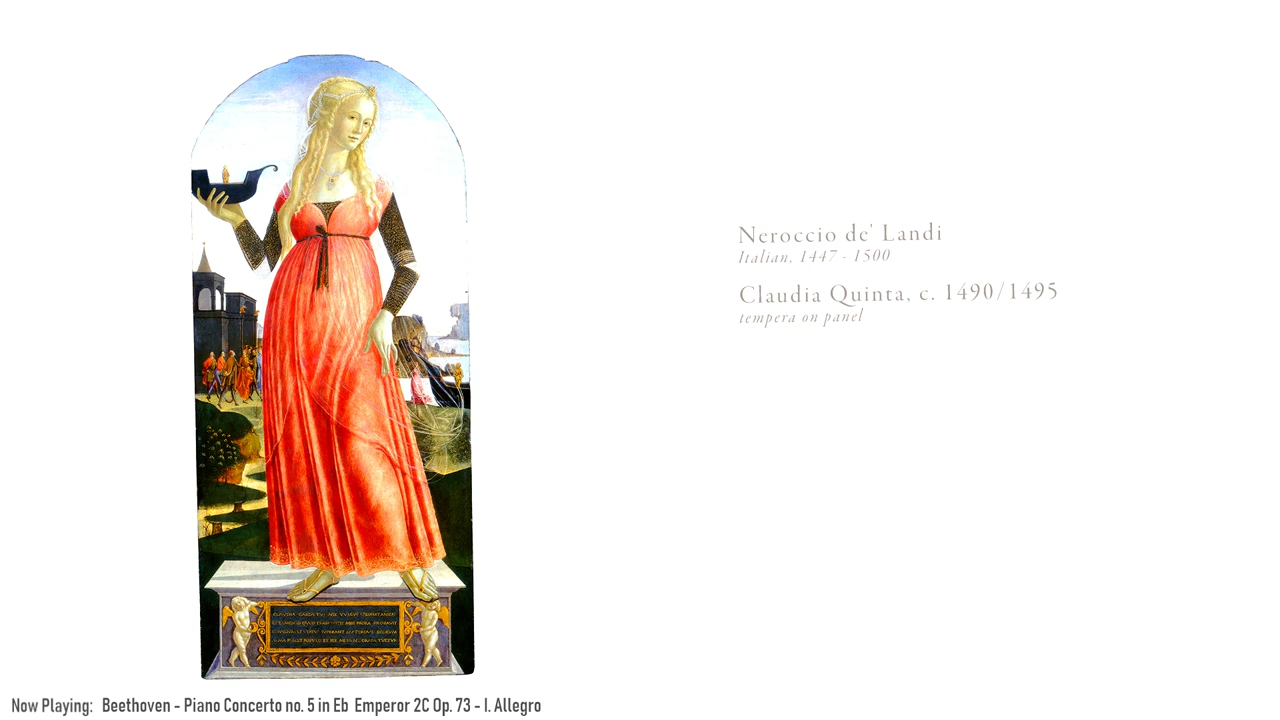 Neroccio de' Landi
Italian, 1447 - 1500
Claudia Quinta, c. 1490/1495
tempera on panel
Now Playing: Beethoven - Piano Concerto no. 5 in Eb Emperor 2C Op. 73 - I. Allegro